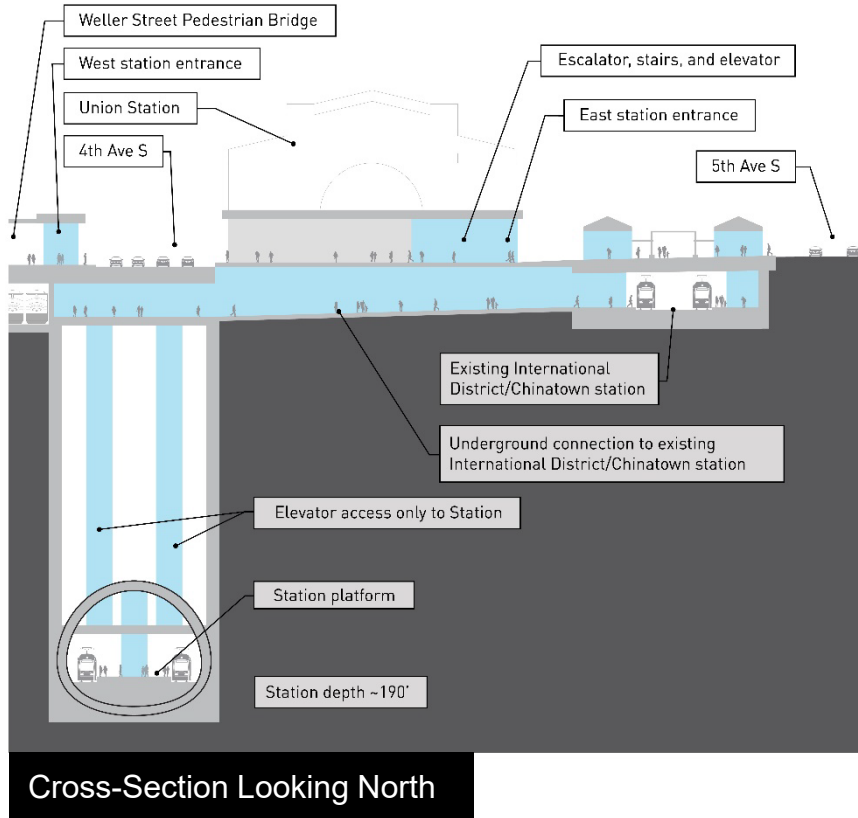 Weller Street Pedestrian Bridge
West station entrance
Union Station
4th Ave S
Escalator, stairs, and elevator
East station entrance
5th Ave S
Existing International
District/Chinatown station
Underground connection to existing
International District/Chinatown station
Elevator access only to Station
Station platform
Station depth ~190'
Cross-Section Looking North